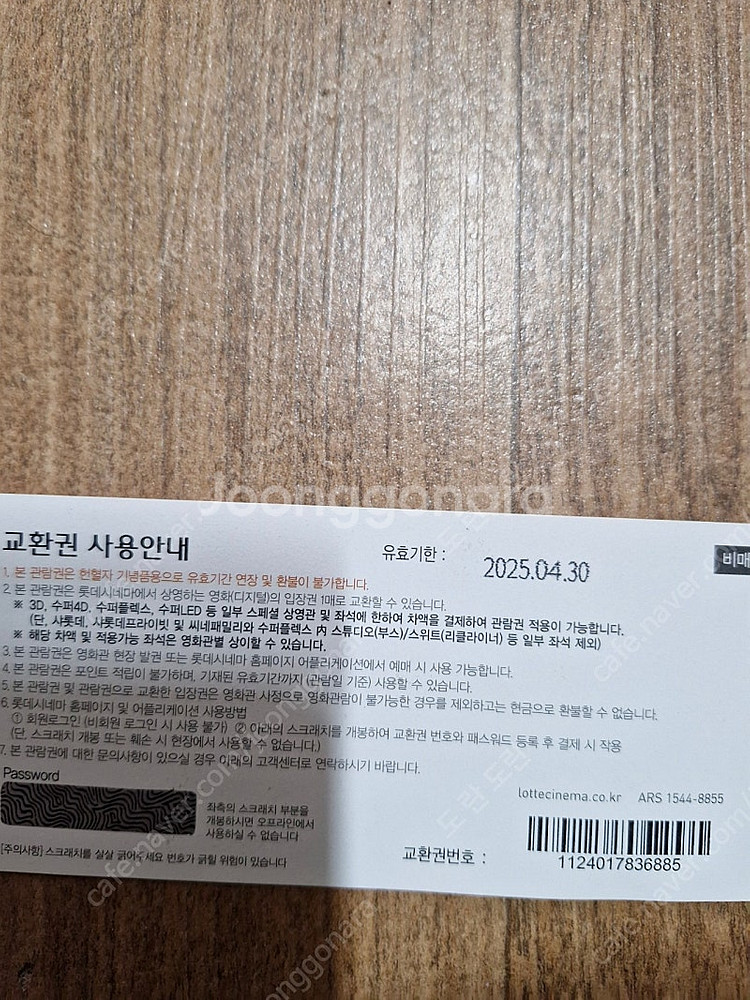 Joonggonara
교환권 사용안내
유효기한 : 2025.04.30
비매
1. 본 관람권은 헌혈자 기념품용으로 유효기간 연장 및 환불이 불가합니다.
2. 본 관람권은 롯데시네마에서 상영하는 영화(디지털)의 입장권 1매로 교환할 수 있습니다.
※ 3D, 수퍼4D, 수퍼플렉스, 수퍼LED 등 일부 스페셜 상영관 및 좌석에 한하여 차액을 결제하여 관람권 적용이 가능합니다.
(단, 샤롯데, 샤롯데프라이빗 및 씨네패밀리와 수퍼플렉스 内 스튜디오(부스)/스위트(리클라이너) 등 일부 좌석 제외)
※ 해당 차액 및 적용가능 좌석은 영화관별 상이할 수 있습니다.
3. 본 관람권은 영화관 현장 발권 또는 롯데시네마 홈페이지 어플리케이션에서 예매 시 사용 가능합니다.
4. 본 관람권은 포인트 적립이 불가하며, 기재된 유효기간까지 (관람일 기준) 사용할 수 있습니다.
5. 본 관람권 및 관람권으로 교환한 입장권은 영화관 사정으로 영화관람이 불가능한 경우를 제외하고는 현금으로 환불할 수 없습니다.
6. 롯데시네마 홈페이지 및 어플리케이션 사용방법
① 회원로그인 (비회원 로그인 시 사용 불가) ② 아래의 스크래치를 개봉하여 교환권 번호와 패스워드 등록 후 결제 시 적용
(단, 스크래치 개봉 또는 훼손 시 현장에서 사용할 수 없습니다.)
7. 본 관람권에 대한 문의사항이 있으실 경우 아래의 고객센터로 연락하시기 바랍니다.
Password
좌측의 스크래치 부분을
개봉하시면 오프라인에서
사용하실 수 없습니다.
[주의사항] 스크래치를 살살 긁어주세요 번호가 긁힐 위험이 있습니다
lottecinema.co.kr ARS 1544-8855
교환권번호 :
1124017836885